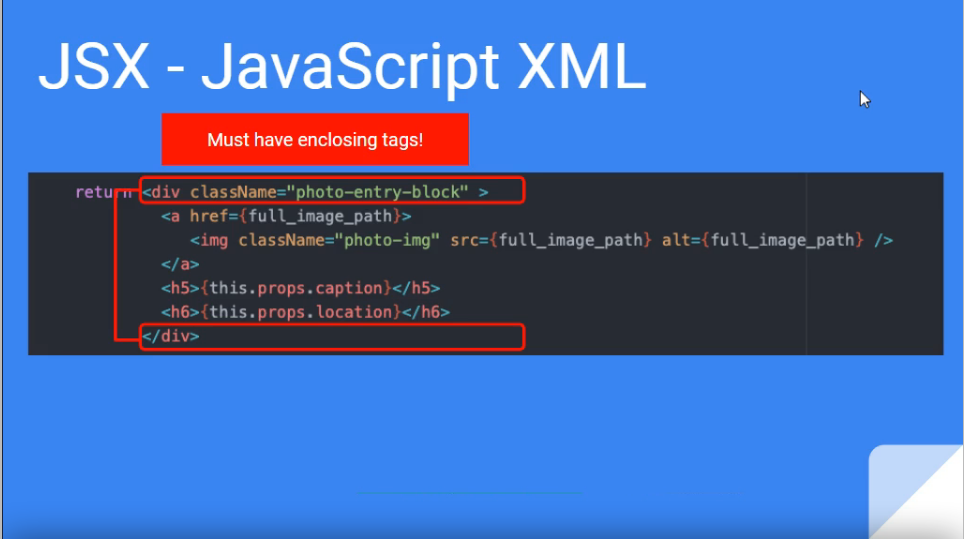 JSX - JavaScript XML
Must have enclosing tags!
return <div className="photo-entry-block" >
<a href={full_image_path}>
<img className="photo-img" src={full_image_path} alt={full_image_path} />
</a>
<h5>{this.props.caption}</h5>
<h6>{this.props.location}</h6>
</div>